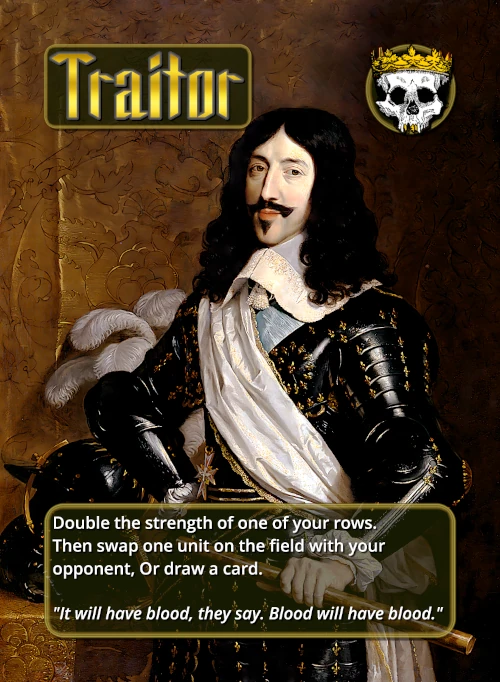 Traitor
Double the strength of one of your rows.
Then swap one unit on the field with your
opponent, Or draw a card.
"It will have blood, they say. Blood will have blood."